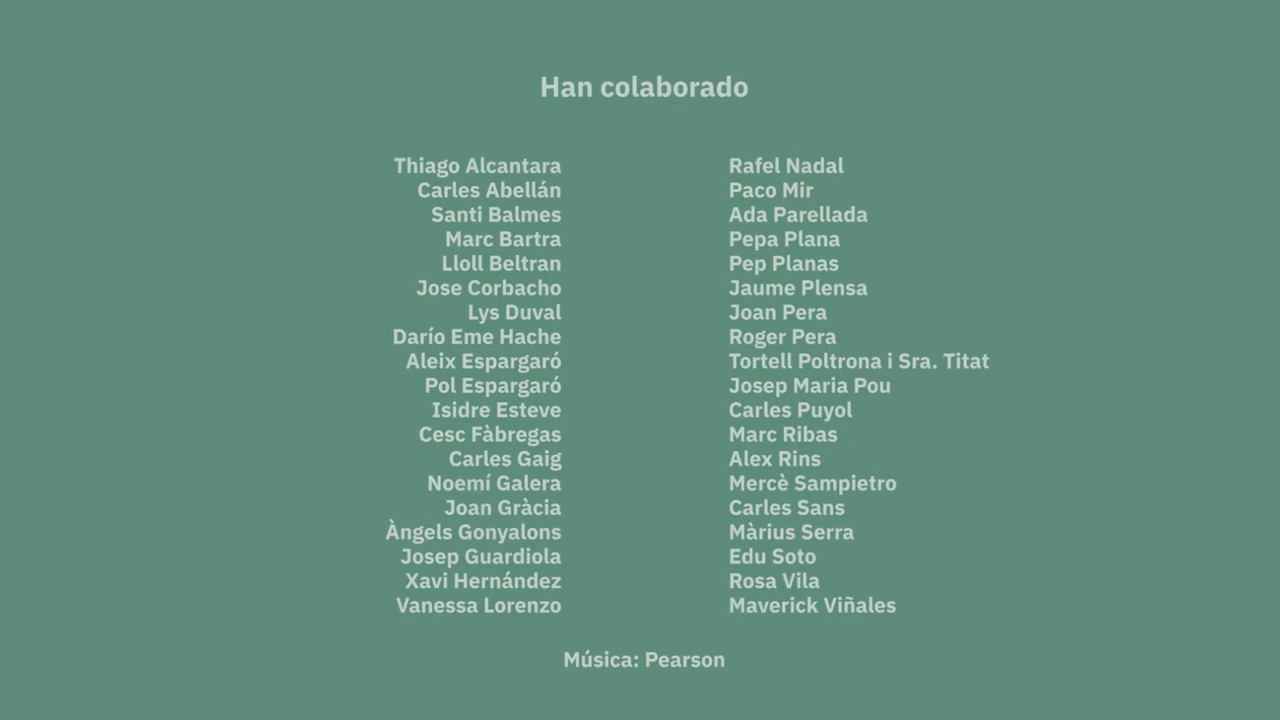 Han colaborado
Thiago Alcantara
Carles Abellán
Santi Balmes
Marc Bartra
Lloll Beltran
Jose Corbacho
Lys Duval
Darío Eme Hache
Aleix Espargaró
Pol Espargaró
Isidre Esteve
Cesc Fàbregas
Carles Gaig
Noemí Galera
Joan Gràcia
Àngels Gonyalons
Josep Guardiola
Xavi Hernández
Vanessa Lorenzo
Rafel Nadal
Paco Mir
Ada Parellada
Pepa Plana
Pep Planas
Jaume Plensa
Joan Pera
Roger Pera
Tortell Poltrona i Sra. Titat
Josep Maria Pou
Carles Puyol
Marc Ribas
Alex Rins
Mercè Sampietro
Carles Sans
Màrius Serra
Edu Soto
Rosa Vila
Maverick Viñales
Música: Pearson